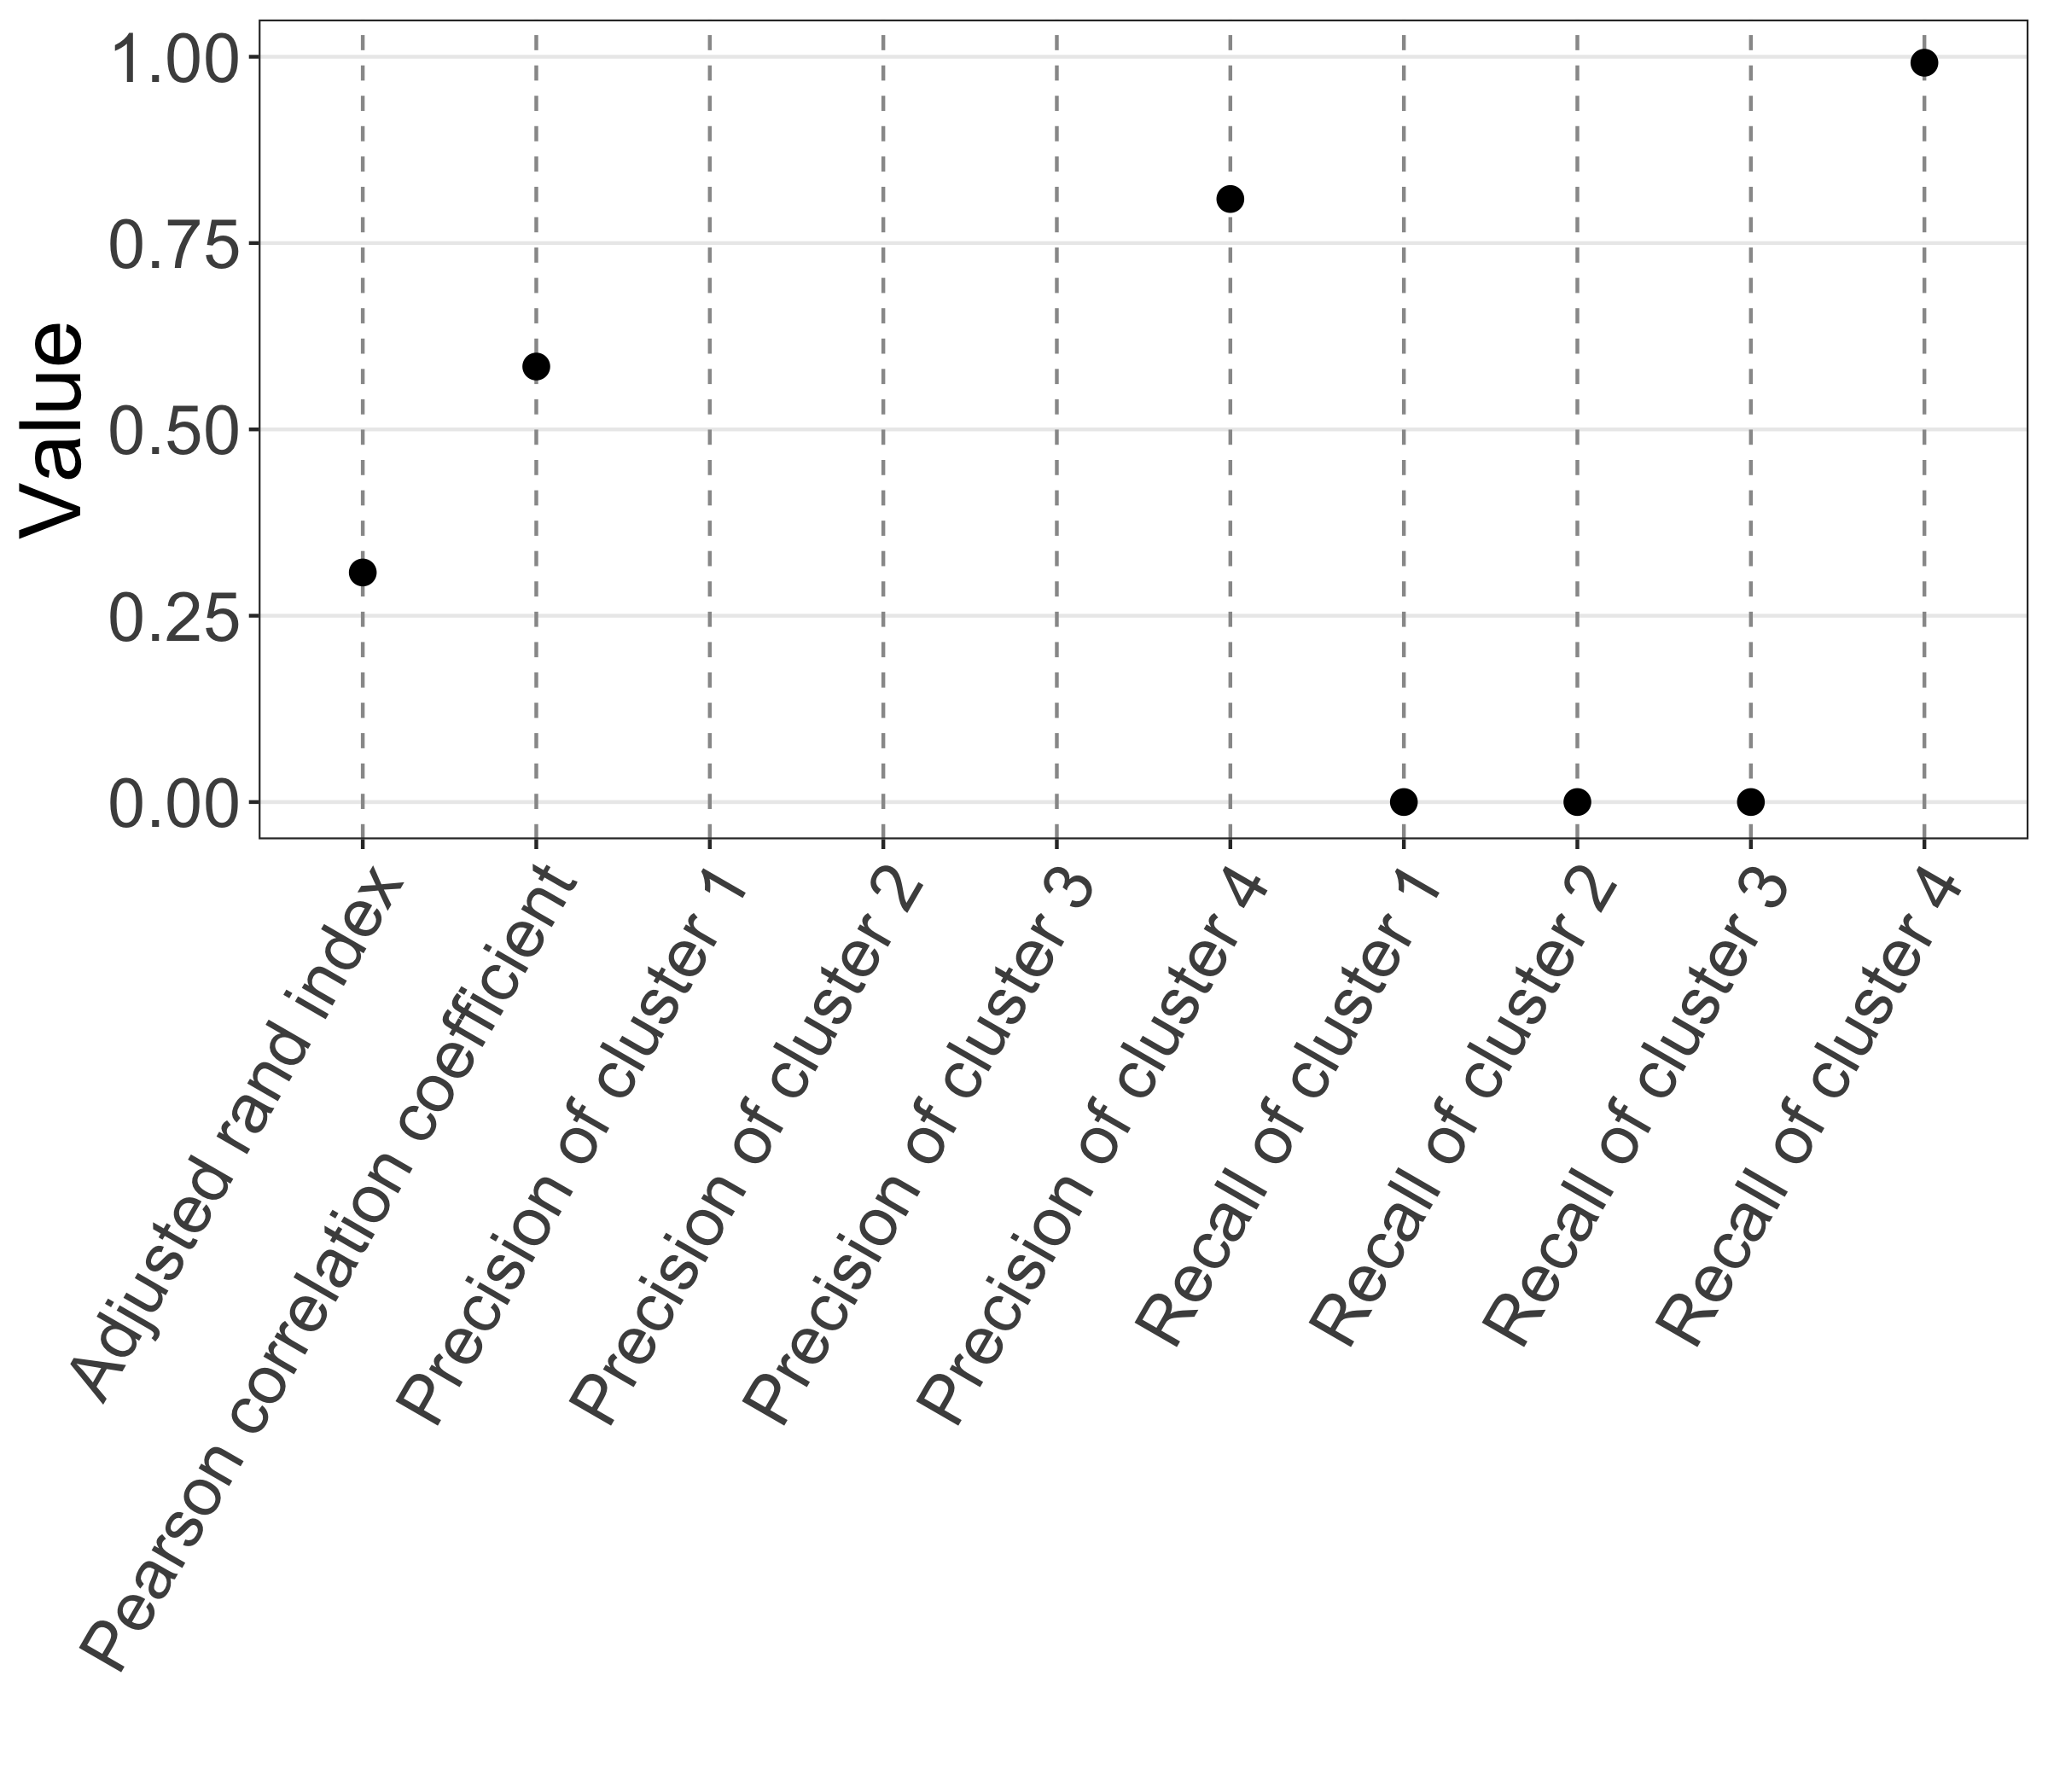 Value
1.00
0.75
0.50
0.25
0.00
Adjusted rand index
Pearson correlation coefficient
Precision of cluster 1
Precision of cluster 2
Precision of cluster 3
Precision of cluster 4
Recall of cluster 1
Recall of cluster 2
Recall of cluster 3
Recall of cluster 4